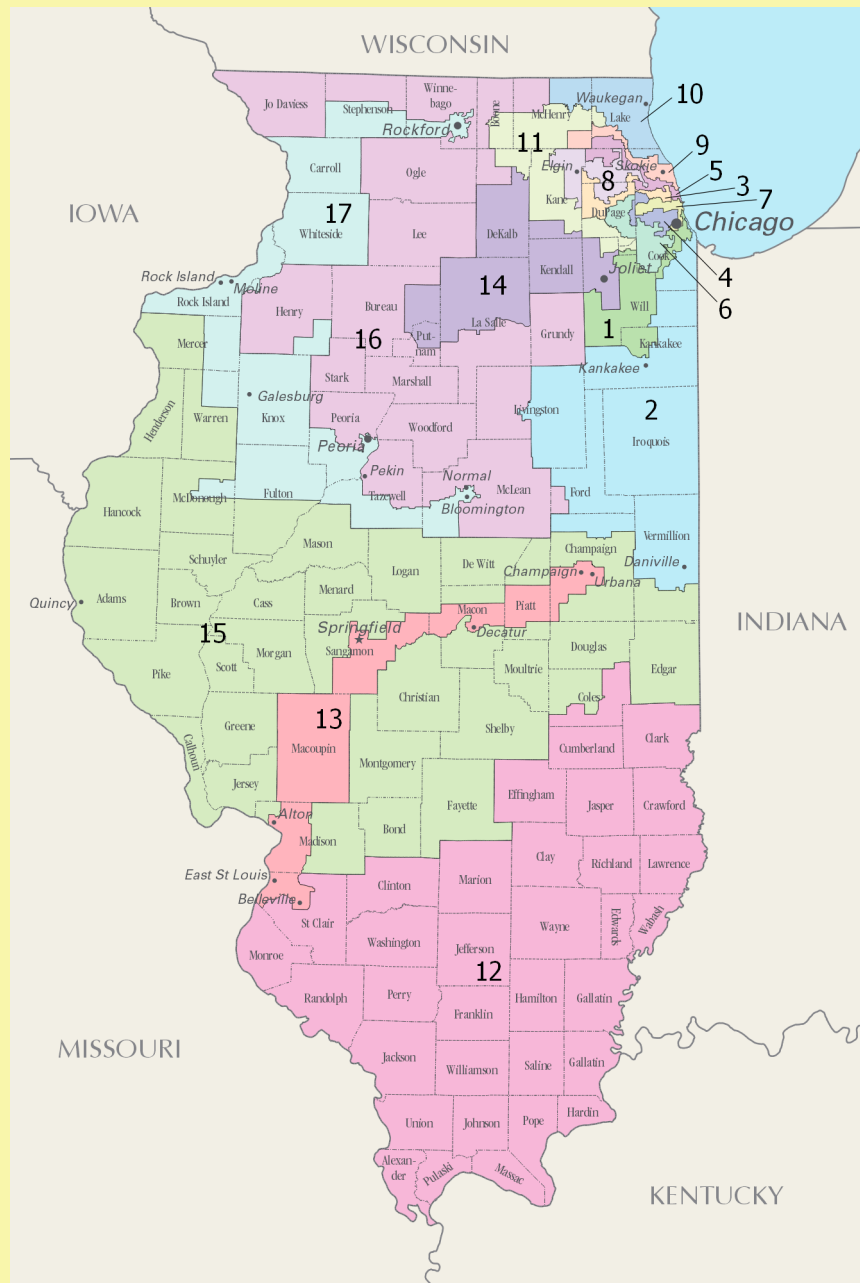 WISCONSIN
Jo Daviess
Stephenson
Winne-
bago
Boone
McHenry
Waukegan
Lake
10
Rockford
11
9
Carroll
Ogle
Elgin
Skokie
8
5
3
7
Kane
DuPage
IOWA
17
Whiteside
Lee
DeKalb
Chicago
Cook
4
6
Rock Island
Moline
Rock Island
Henry
Bureau
14
Kendall
Joliet
Will
Mercer
16
Put-
nam
La Salle
Grundy
1
Kankakee
Kankakee
Stark
Marshall
Henderson
Warren
Galesburg
Knox
Peoria
Woodford
Livingston
2
Iroquois
Peoria
Pekin
Tazewell
Normal
Bloomington
McLean
Ford
Hancock
McDonough
Fulton
Vermillion
Mason
Schuyler
Logan
De Witt
Champaign
Champaign
Urbana
Daniville
Quincy
Adams
Brown
Cass
Menard
Macon
Piatt
INDIANA
15
Springfield
Sangamon
Decatur
Pike
Scott
Morgan
Christian
Moultrie
Douglas
Edgar
Coles
Greene
13
Macoupin
Shelby
Cumberland
Clark
Calhoun
Jersey
Montgomery
Fayette
Effingham
Jasper
Crawford
Alton
Madison
Bond
East St Louis
Belleville
Clinton
Marion
Clay
Richland
Lawrence
St Clair
Washington
Jefferson
Wayne
Edwards
Wabash
Monroe
12
Randolph
Perry
Franklin
Hamilton
Gallatin
MISSOURI
Jackson
Williamson
Saline
Gallatin
Union
Johnson
Pope
Hardin
Alexan-
der
Pulaski
Massac
KENTUCKY